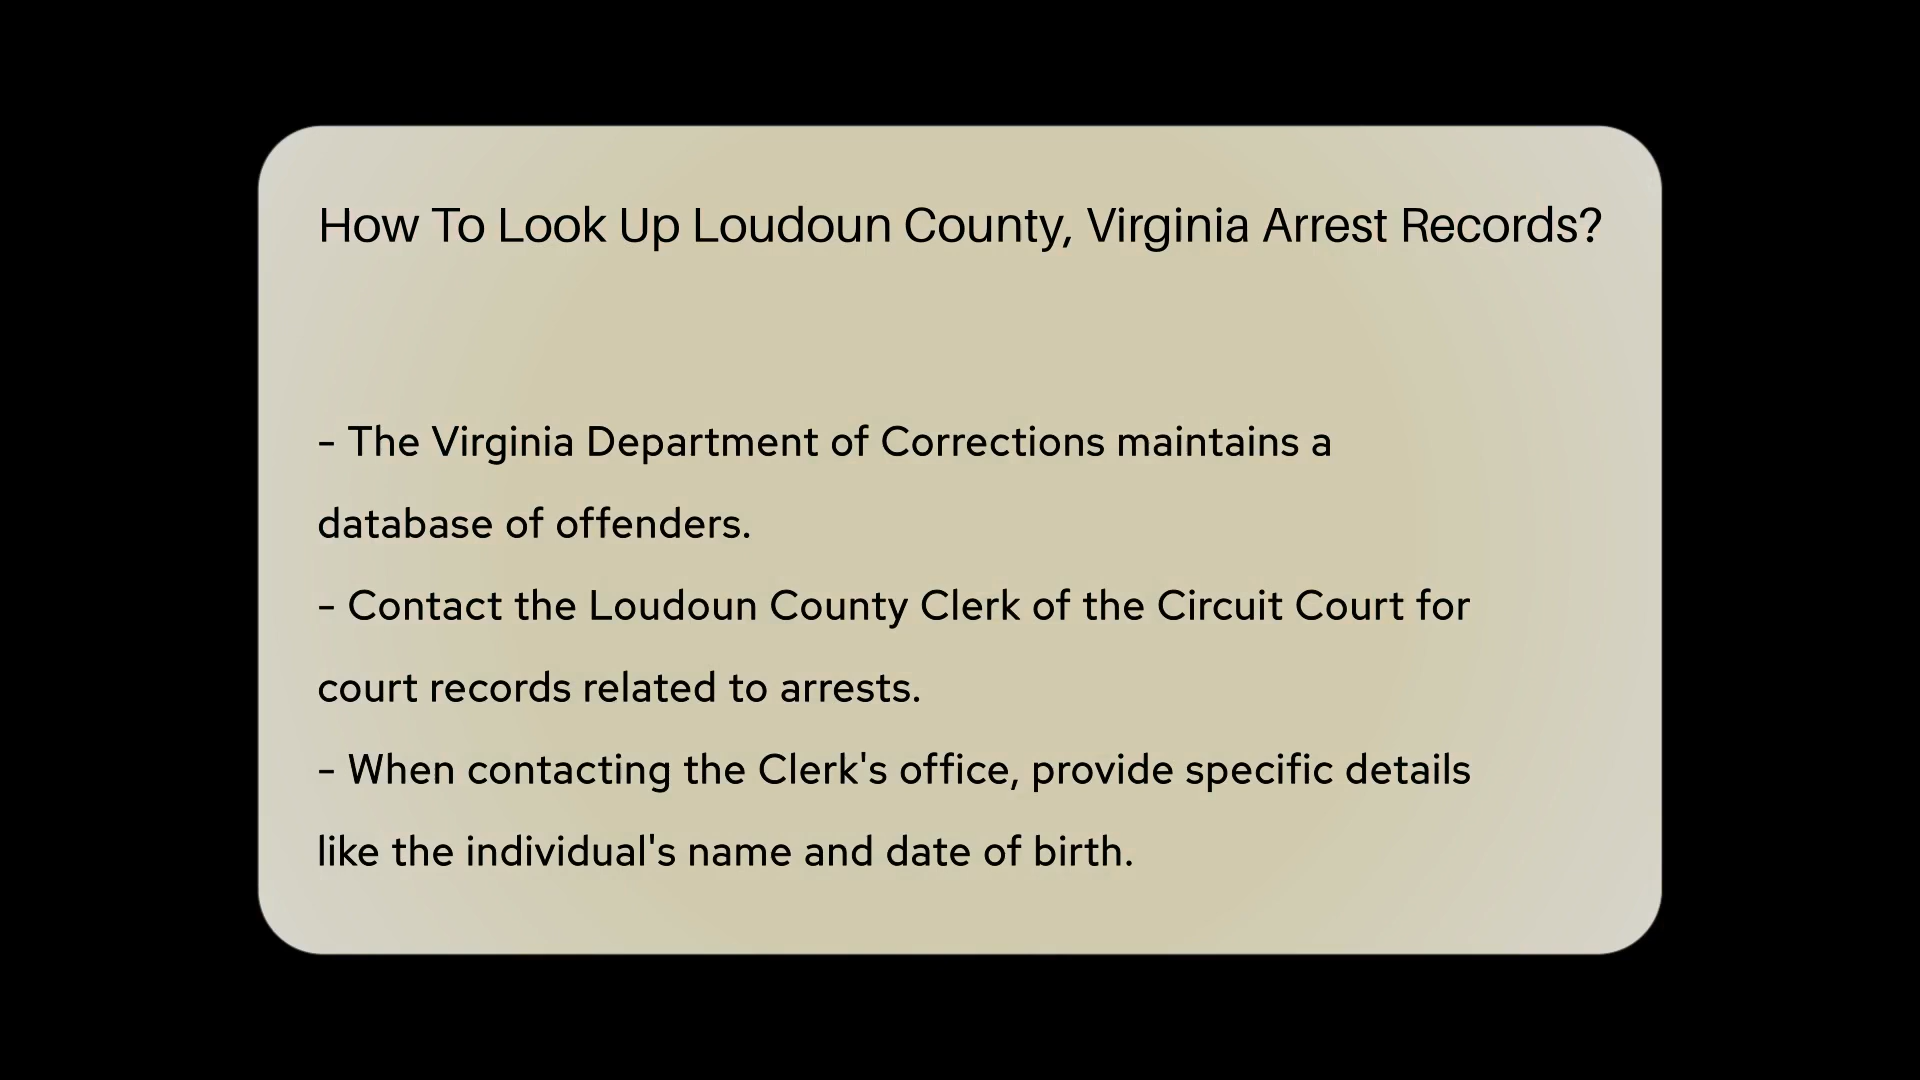 How To Look Up Loudoun County, Virginia Arrest Records?
- The Virginia Department of Corrections maintains a
database of offenders.
- Contact the Loudoun County Clerk of the Circuit Court for
court records related to arrests.
- When contacting the Clerk's office, provide specific details
like the individual's name and date of birth.